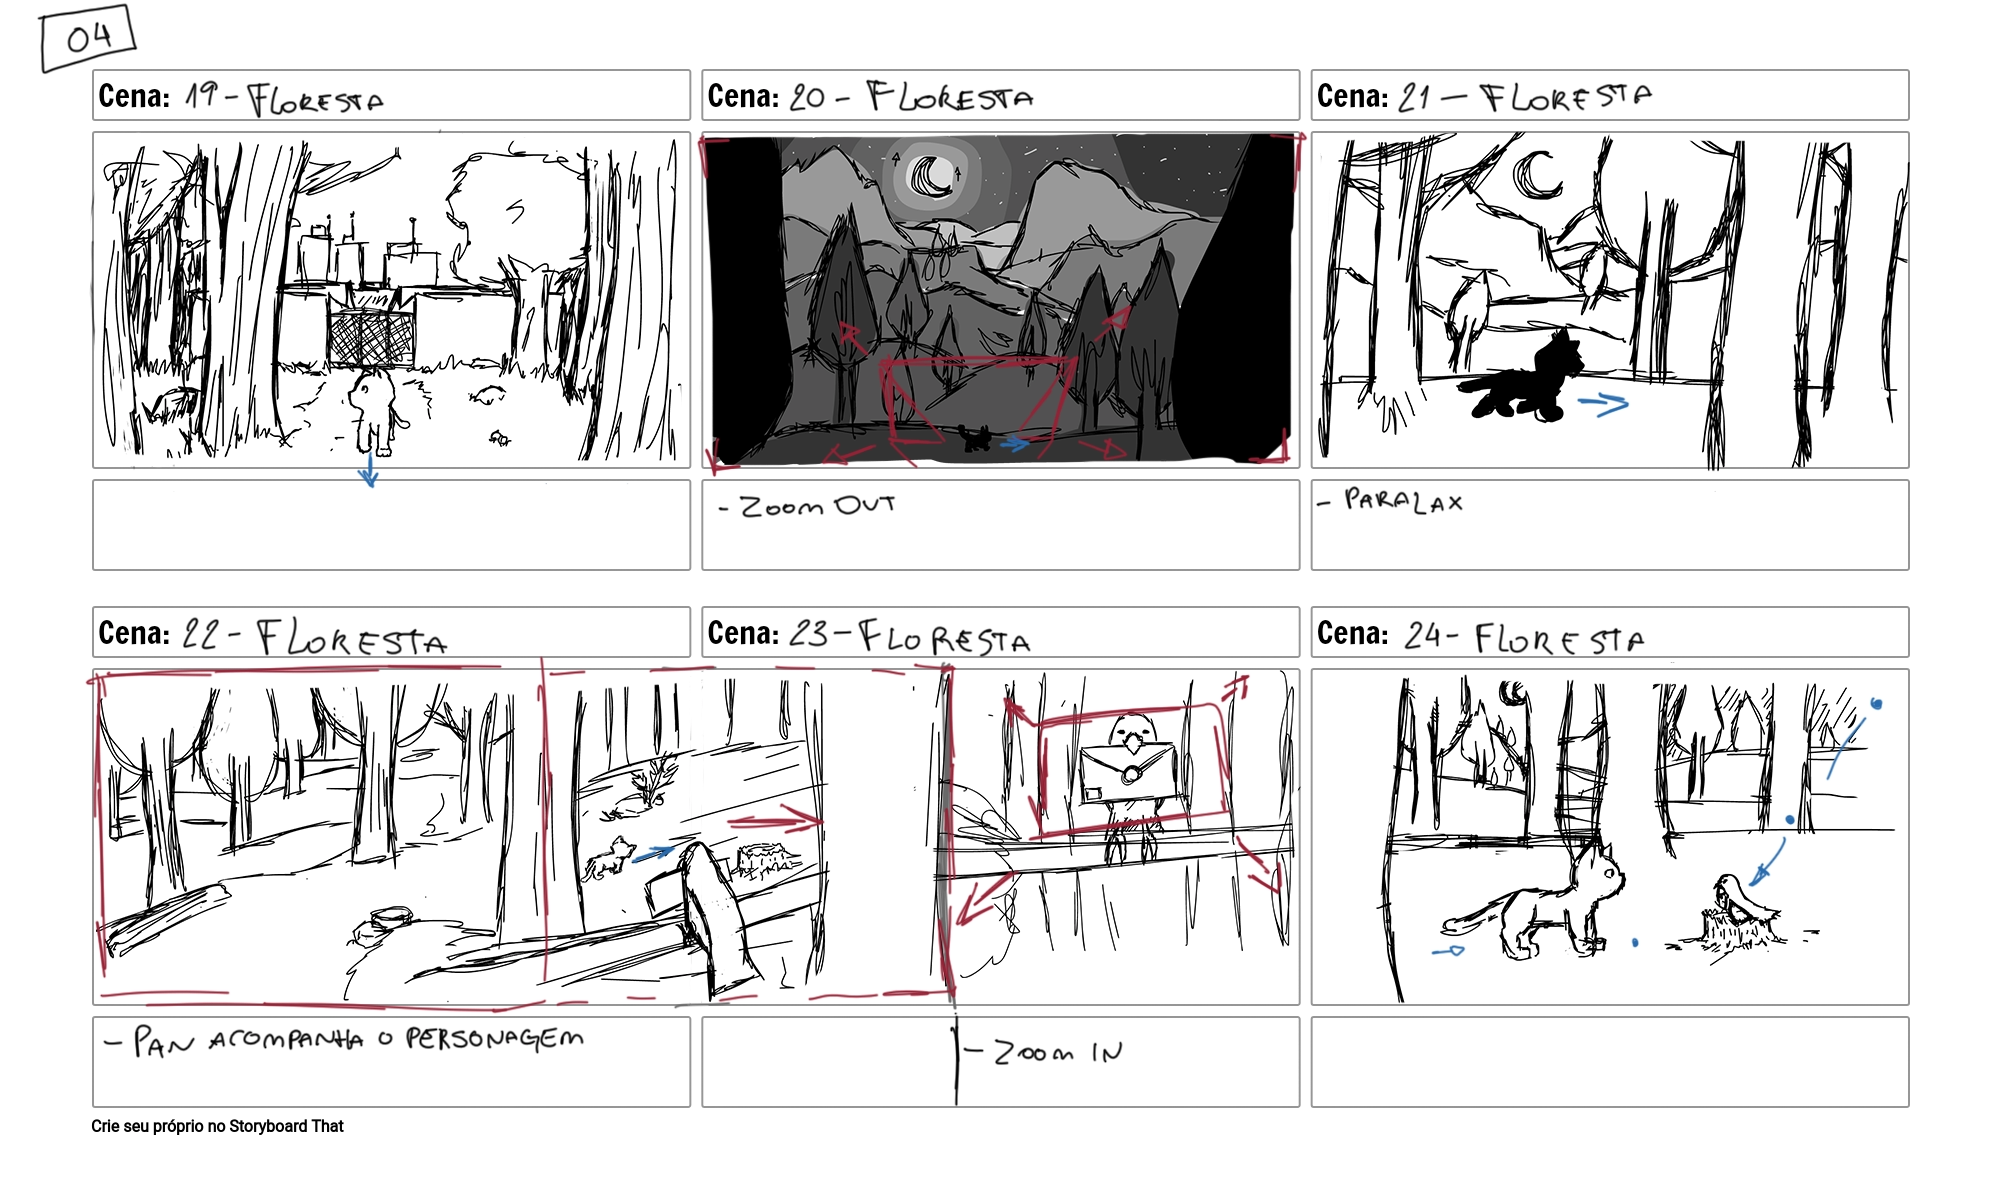 04
Cena: 19 - FLORESTA
Cena: 20 - FLORESTA
Cena: 21 - FLORESTA
- ZOOM OUT
- PARALAX
Cena: 22 - FLORESTA
Cena: 23 - FLORESTA
Cena: 24 - FLORESTA
- PAN ACOMPANHA O PERSONAGEM
- ZOOM IN
Crie seu próprio no Storyboard That